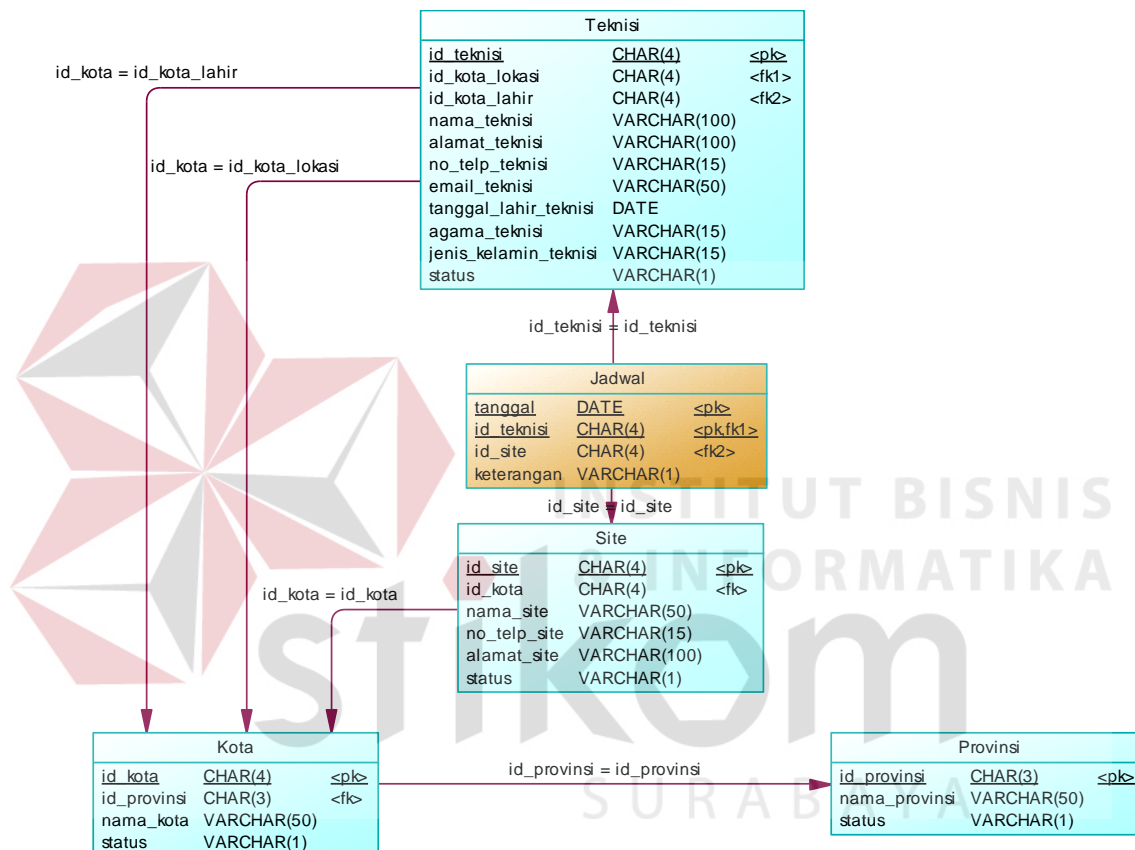 Teknisi
id_teknisi CHAR(4) <pk>
id_kota_lokasi CHAR(4) <fk1>
id_kota_lahir CHAR(4) <fk2>
nama_teknisi VARCHAR(100)
alamat_teknisi VARCHAR(100)
no_telp_teknisi VARCHAR(15)
email_teknisi VARCHAR(50)
tanggal_lahir_teknisi DATE
agama_teknisi VARCHAR(15)
jenis_kelamin_teknisi VARCHAR(15)
status VARCHAR(1)
id_kota = id_kota_lahir
id_kota = id_kota_lokasi
id_teknisi = id_teknisi
Jadwal
tanggal DATE <pk>
id_teknisi CHAR(4) <pk,fk1>
id_site CHAR(4) <fk2>
keterangan VARCHAR(1)
id_site = id_site
Site
id_site CHAR(4) <pk>
id_kota CHAR(4) <fk>
nama_site VARCHAR(50)
no_telp_site VARCHAR(15)
alamat_site VARCHAR(100)
status VARCHAR(1)
id_kota = id_kota
Kota
id_kota CHAR(4) <pk>
id_provinsi CHAR(3) <fk>
nama_kota VARCHAR(50)
status VARCHAR(1)
id_provinsi = id_provinsi
Provinsi
id_provinsi CHAR(3) <pk>
nama_provinsi VARCHAR(50)
status VARCHAR(1)
INSTITUT BISNIS
& INFORMATIKA
stikom
SURABAYA